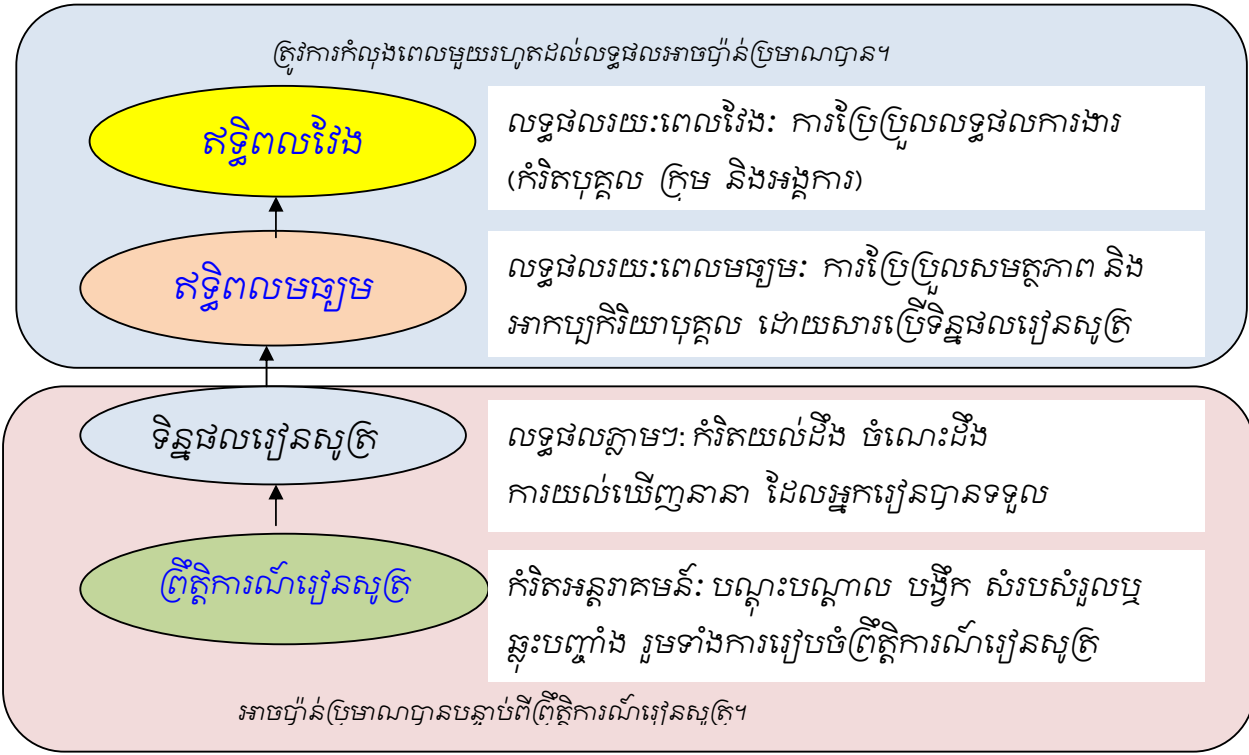 ត្រូវការកំលុងពេលមួយរហូតដល់លទ្ធផលអាចប៉ាន់ប្រមាណបាន។
ឥទ្ធិពលវែង
លទ្ធផលរយៈពេលវែង: ការប្រែប្រួលលទ្ធផលការងារ
(កំរិតបុគ្គល ក្រុម និងអង្គការ)
ឥទ្ធិពលមធ្យម
លទ្ធផលរយៈពេលមធ្យម: ការប្រែប្រួលសមត្ថភាព និង
អាកប្បកិរិយាបុគ្គល ដោយសារប្រើទិន្នផលរៀនសូត្រ
ទិន្នផលរៀនសូត្រ
លទ្ធផលភ្លាមៗ: កំរិតយល់ដឹង ចំណេះដឹង
ការយល់ឃើញនានា ដែលអ្នករៀនបានទទួល
ព្រឹត្តិការណ៍រៀនសូត្រ
កំរិតអន្តរាគមន៍: បណ្តុះបណ្តាល បង្វឹក សំរបសំរួលឬ
ឆ្លុះបញ្ចាំង រួមទាំងការរៀបចំព្រឹត្តិការណ៍រៀនសូត្រ
អាចប៉ាន់ប្រមាណបានបន្ទាប់ពីព្រឹត្តិការណ៍រៀនសូត្រ។